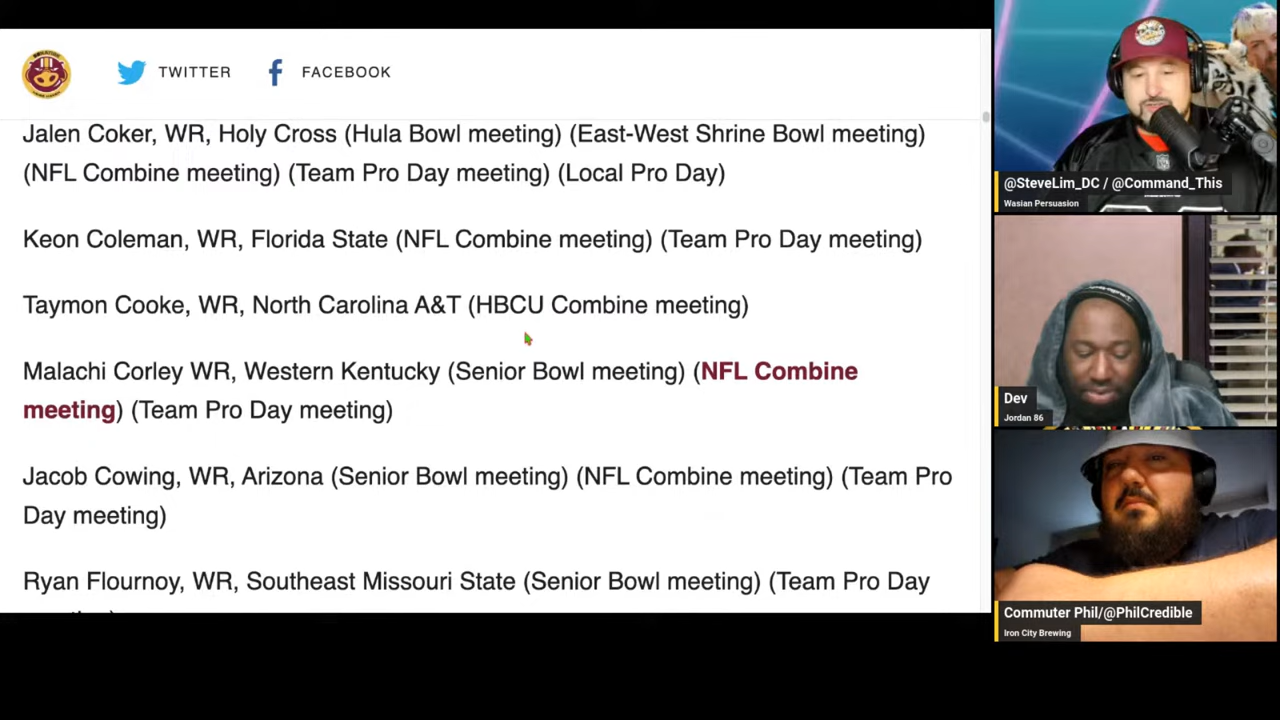 TWITTER FACEBOOK
Jalen Coker, WR, Holy Cross (Hula Bowl meeting) (East-West Shrine Bowl meeting)
(NFL Combine meeting) (Team Pro Day meeting) (Local Pro Day)
Keon Coleman, WR, Florida State (NFL Combine meeting) (Team Pro Day meeting)
Taymon Cooke, WR, North Carolina A&T (HBCU Combine meeting)
Malachi Corley WR, Western Kentucky (Senior Bowl meeting) (NFL Combine
meeting) (Team Pro Day meeting)
Jacob Cowing, WR, Arizona (Senior Bowl meeting) (NFL Combine meeting) (Team Pro
Day meeting)
Ryan Flournoy, WR, Southeast Missouri State (Senior Bowl meeting) (Team Pro Day
@SteveLim_DC / @Command_This
Wasian Persuasion
Dev
Jordan 86
Commuter Phil/@PhilCredible
Iron City Brewing